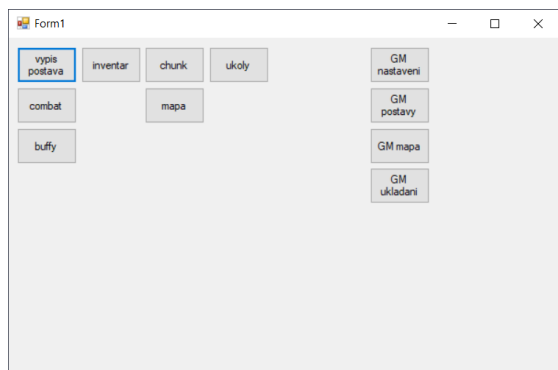 Form1
vypis
postava
inventar
chunk
ukoly
GM
nastaveni
combat
mapa
GM
postavy
buffy
GM mapa
GM
ukladani